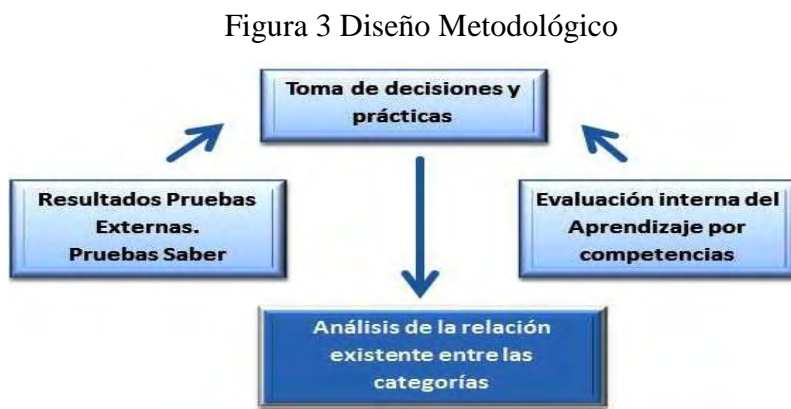 Figura 3 Diseño Metodológico
Toma de decisiones y
prácticas
Resultados Pruebas
Externas.
Pruebas Saber
Evaluación interna del
Aprendizaje por
competencias
Análisis de la relación
existente entre las
categorías